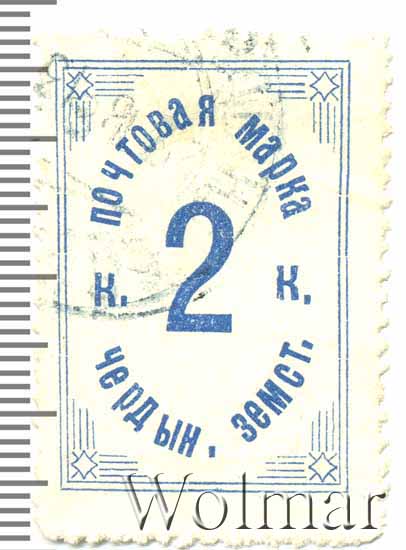 почтовая марка
к. 2 к.
чердын. земст.
Wolmar